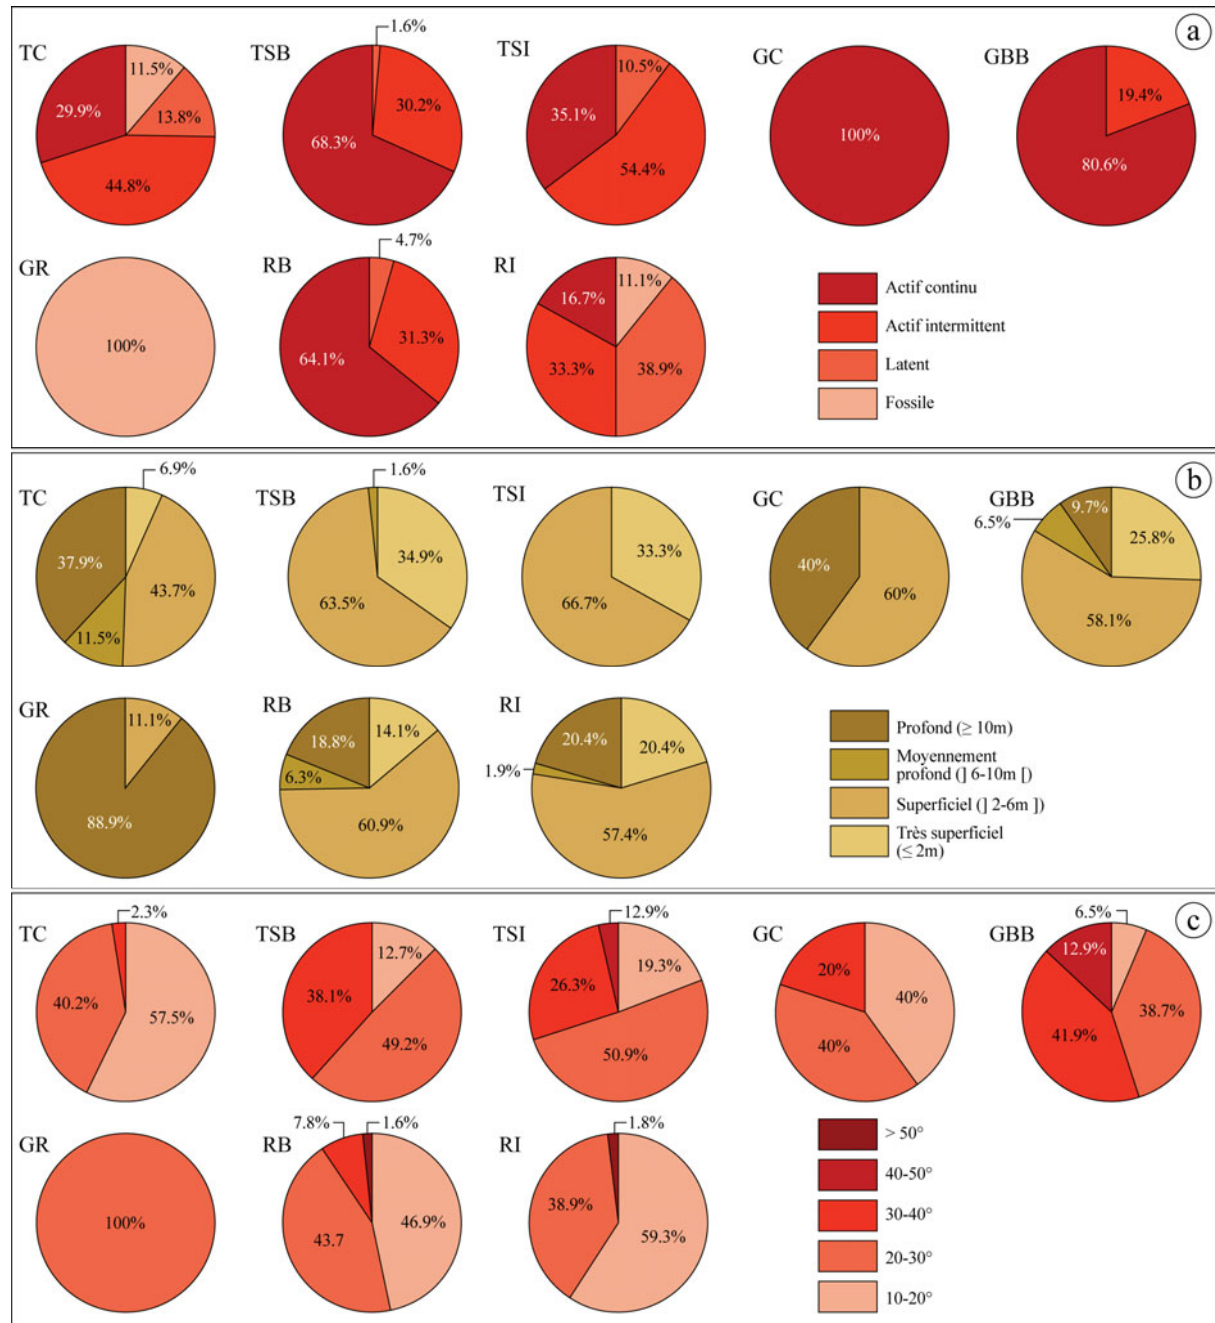 a
TC
11.5%
13.8%
44.8%
29.9%
TSB
1.6%
30.2%
68.3%
TSI
10.5%
54.4%
35.1%
GC
100%
GBB
19.4%
80.6%
GR
100%
RB
4.7%
31.3%
64.1%
RI
11.1%
38.9%
33.3%
16.7%
Actif continu
Actif intermittent
Latent
Fossile
b
TC
6.9%
43.7%
11.5%
37.9%
TSB
1.6%
34.9%
63.5%
TSI
33.3%
66.7%
GC
40%
60%
GBB
9.7%
6.5%
25.8%
58.1%
GR
11.1%
88.9%
RB
14.1%
18.8%
6.3%
60.9%
RI
20.4%
20.4%
1.9%
57.4%
Profond (≥ 10m)
Moyennement
profond (] 6-10m [)
Superficiel (] 2-6m ])
Très superficiel
(≤ 2m)
c
TC
2.3%
40.2%
57.5%
TSB
12.7%
38.1%
49.2%
TSI
12.9%
19.3%
26.3%
50.9%
GC
20%
40%
40%
GBB
6.5%
12.9%
38.7%
41.9%
GR
100%
RB
7.8%
1.6%
46.9%
43.7
RI
1.8%
38.9%
59.3%
> 50°
40-50°
30-40°
20-30°
10-20°